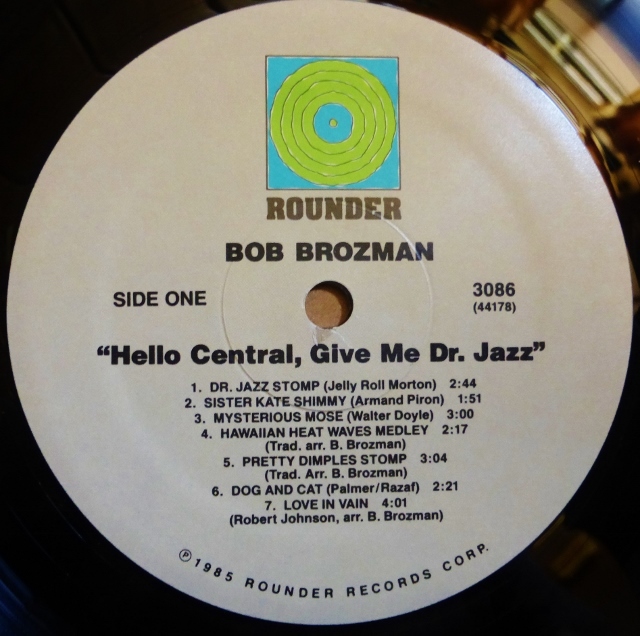 ROUNDER
BOB BROZMAN
SIDE ONE
3086
(44178)
“Hello Central, Give Me Dr. Jazz”
1. DR. JAZZ STOMP (Jelly Roll Morton) 2:44
2. SISTER KATE SHIMMY (Armand Piron) 1:51
3. MYSTERIOUS MOSE (Walter Doyle) 3:00
4. HAWAIIAN HEAT WAVES MEDLEY 2:17
(Trad. arr. B. Brozman)
5. PRETTY DIMPLES STOMP 3:04
(Trad. Arr. B. Brozman)
6. DOG AND CAT (Palmer/Razaf) 2:21
7. LOVE IN VAIN 4:01
(Robert Johnson, arr. B. Brozman)
℗ 1985 ROUNDER RECORDS CORP.